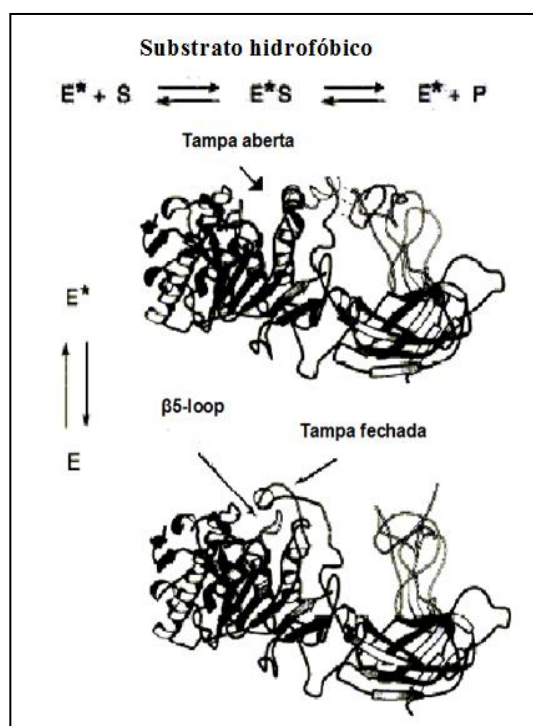 Substrato hidrofóbico
E* + S ⇌ E*S ⇌ E* + P
Tampa aberta
E*
E
β5-loop
Tampa fechada